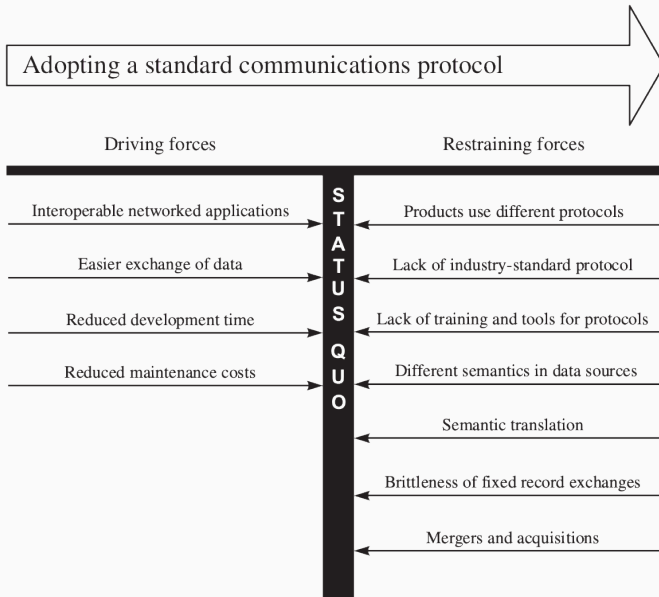 Adopting a standard communications protocol
Driving forces
Restraining forces
STATUS QUO
Interoperable networked applications
Easier exchange of data
Reduced development time
Reduced maintenance costs
Products use different protocols
Lack of industry-standard protocol
Lack of training and tools for protocols
Different semantics in data sources
Semantic translation
Brittleness of fixed record exchanges
Mergers and acquisitions